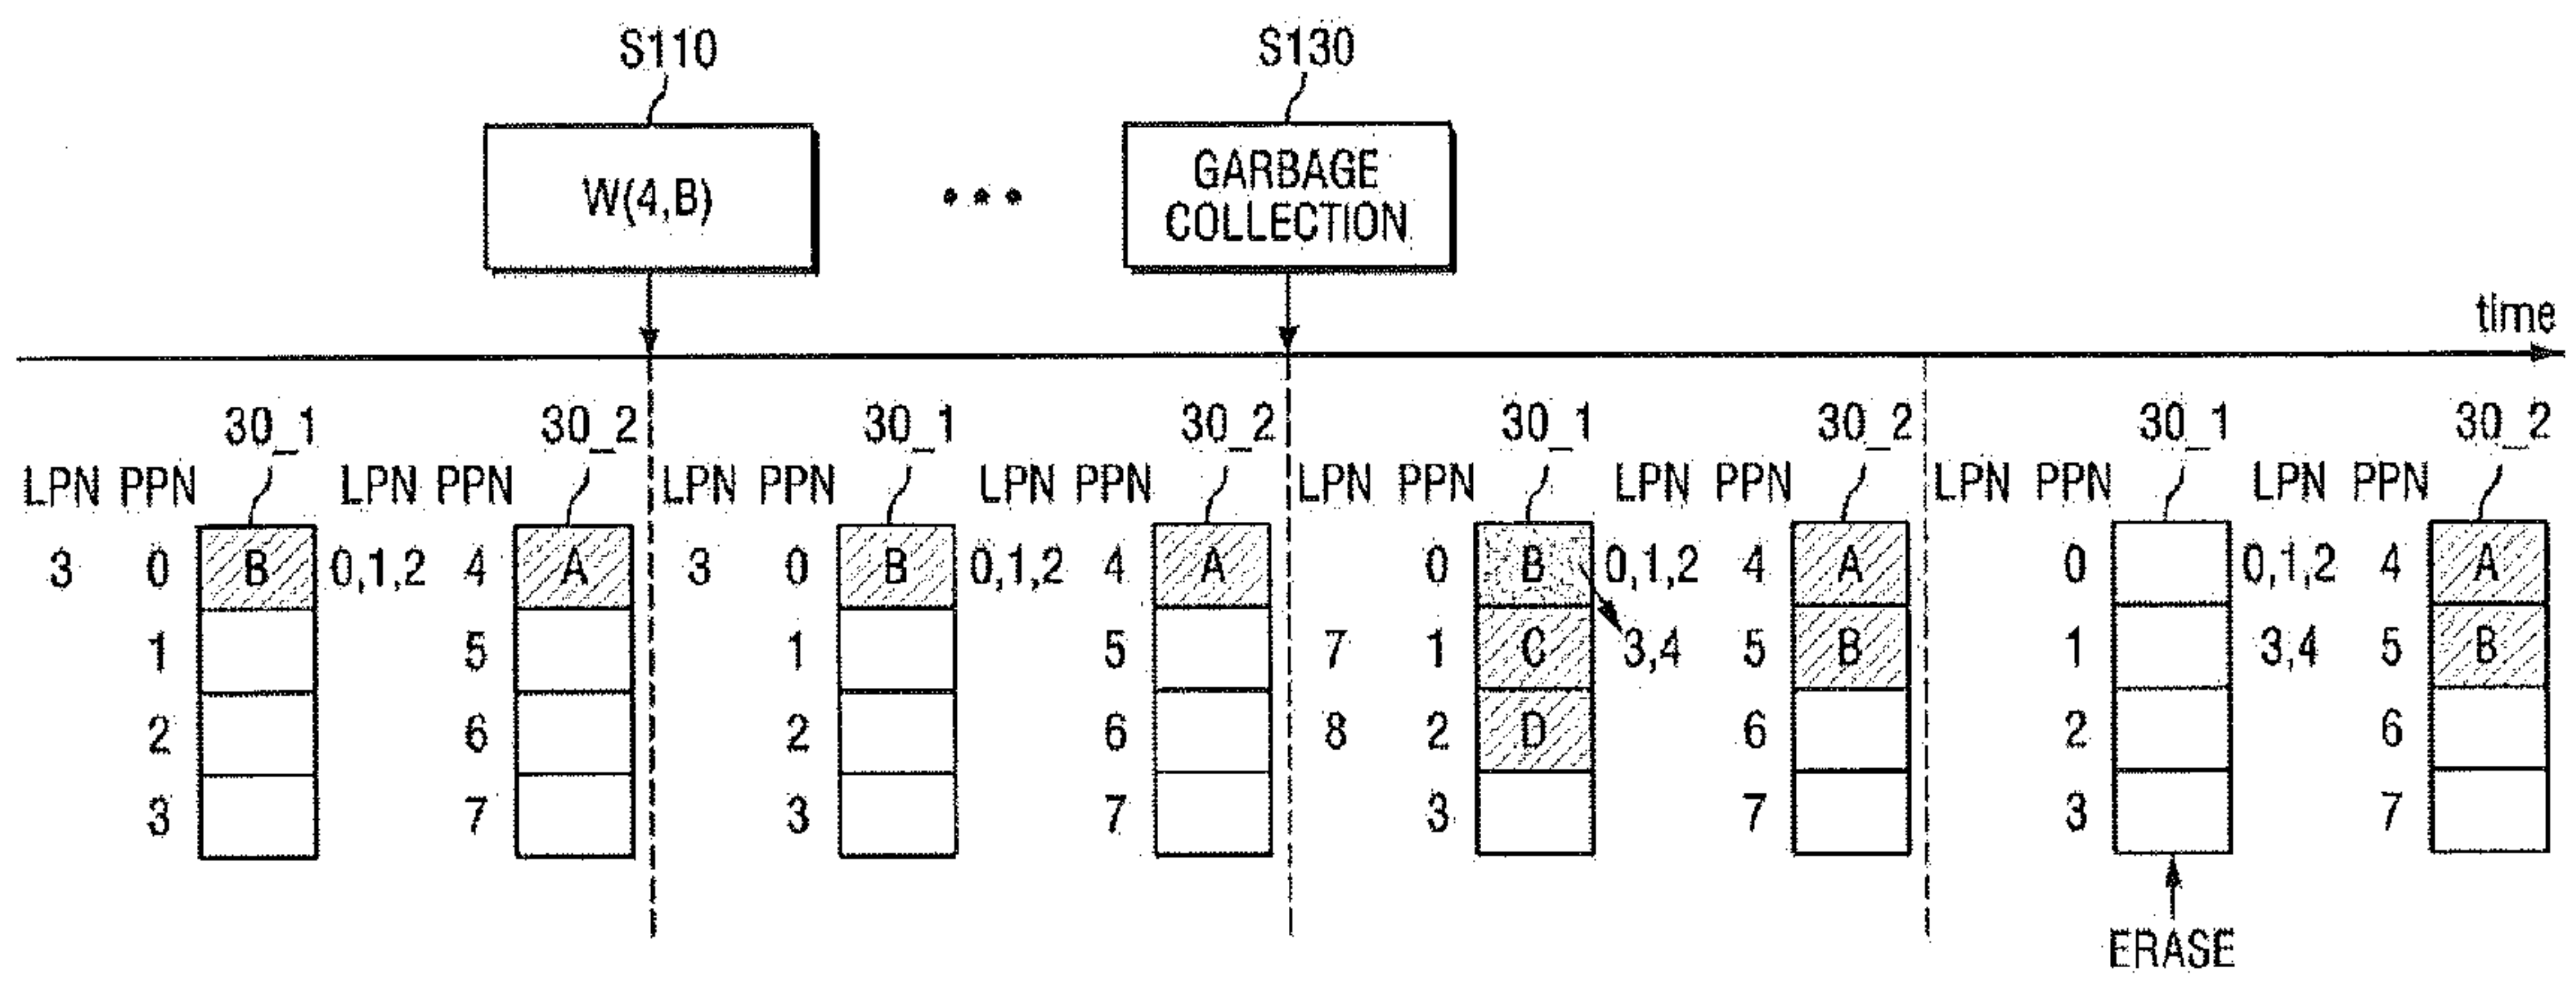 S110 S130
W(4,B) GARBAGE
COLLECTION
time
30_1 30_2 30_1 30_2 30_1 30_2 30_1 30_2
LPN PPN LPN PPN LPN PPN LPN PPN LPN PPN LPN PPN LPN PPN LPN PPN
3 0 B 0,1,2 4 A 3 0 B 0,1,2 4 A 0 B 0,1,2 4 A 0 0,1,2 4 A
1 5 1 5 7 1 C 3,4 5 B 1 3,4 5 B
2 6 2 6 8 2 D 6 2 6
3 7 3 7 3 7 3 7
ERASE